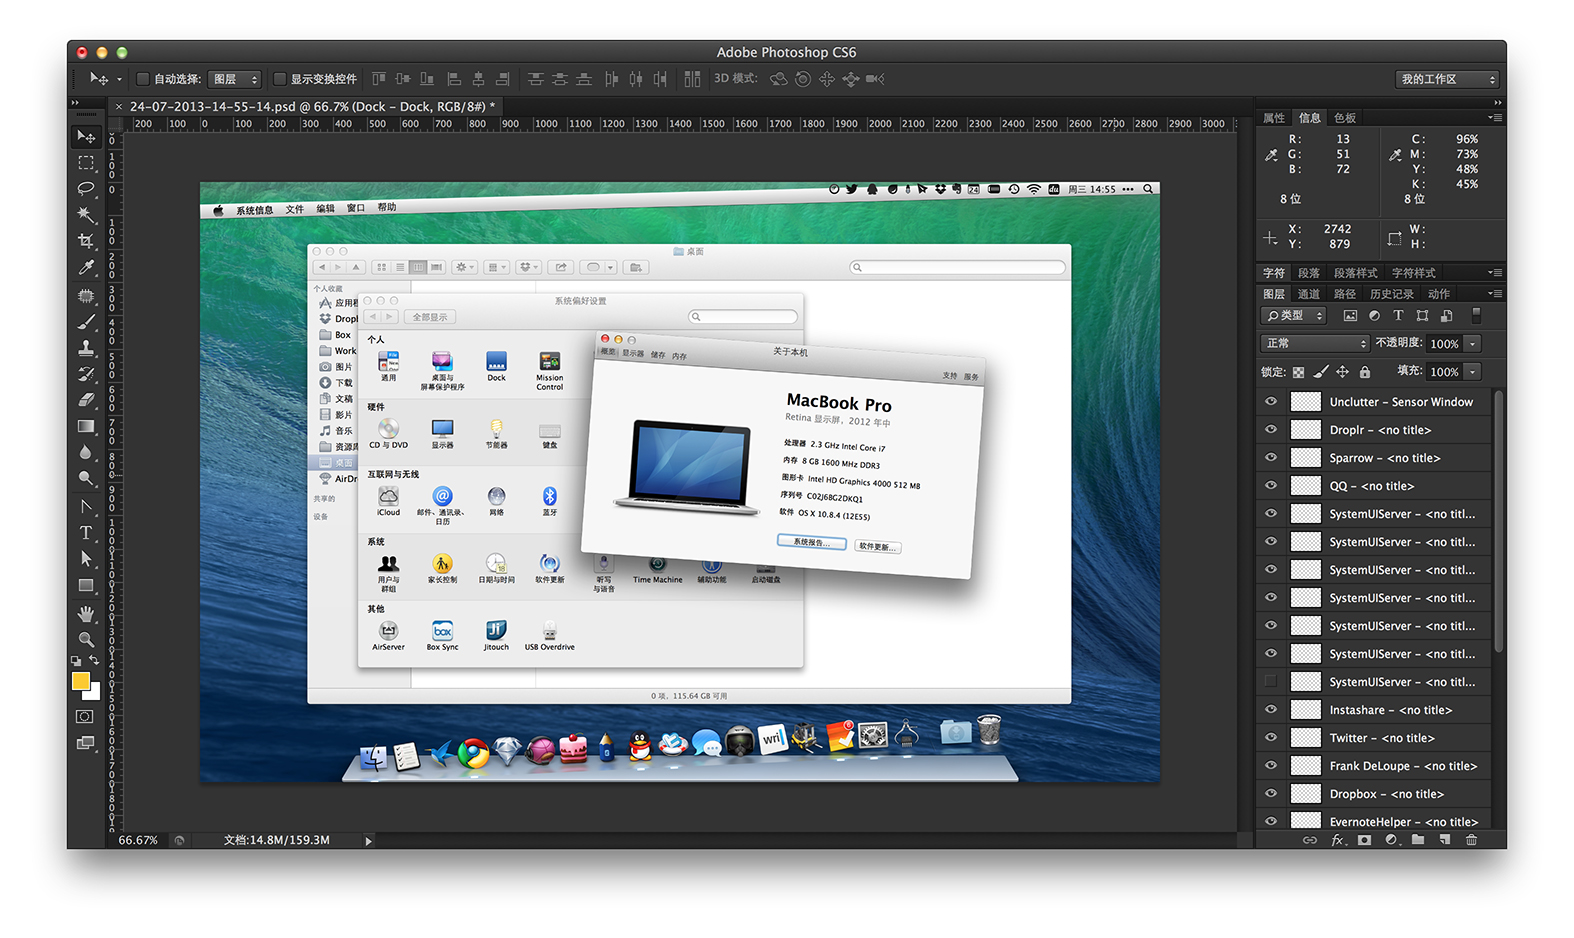 Adobe Photoshop CS6
自动选择: 图层 显示变换控件 3D 模式: 我的工作区
× 24-07-2013-14-55-14.psd @ 66.7% (Dock – Dock, RGB/8#) *
200 100 0 100 200 300 400 500 600 700 800 900 1000 1100 1200 1300 1400 1500 1600 1700 1800 1900 2000 2100 2200 2300 2400 2500 2600 2700 2800 2900 3000
周三 14:55
系统信息 文件 编辑 窗口 帮助
桌面
个人收藏
应用程
Dropl
Box
Work
图片
下载
文稿
影片
音乐
资源库
桌面
AirDr
共享的
设备
0 项, 115.64 GB 可用
系统偏好设置
全部显示
个人
通用
桌面与
屏幕保护程序
Dock
Mission
Control
硬件
CD 与 DVD
显示器
节能器
键盘
互联网与无线
iCloud
邮件、通讯录、
日历
网络
蓝牙
系统
用户与
群组
家长控制
日期与时间
软件更新
听写
与语音
Time Machine
辅助功能
启动磁盘
其他
AirServer
Box Sync
Jitouch
USB Overdrive
关于本机
概览 显示器 储存 内存
支持 服务
MacBook Pro
Retina 显示屏, 2012 年中
处理器 2.3 GHz Intel Core i7
内存 8 GB 1600 MHz DDR3
图形卡 Intel HD Graphics 4000 512 MB
序列号 C02J6BG2DKQ1
软件 OS X 10.8.4 (12E55)
系统报告... 软件更新...
wri
66.67% 文档:14.8M/159.3M
属性 信息 色板
R: 13 C: 96%
G: 51 M: 73%
B: 72 Y: 48%
K: 45%
8 位 8 位
X: 2742 W:
Y: 879 H:
字符 段落 段落样式 字符样式
图层 通道 路径 历史记录 动作
类型
正常 不透明度: 100%
锁定: 填充: 100%
Unclutter – Sensor Window
Droplr – <no title>
Sparrow – <no title>
QQ – <no title>
SystemUIServer – <no titl...
SystemUIServer – <no titl...
SystemUIServer – <no titl...
SystemUIServer – <no titl...
SystemUIServer – <no titl...
SystemUIServer – <no titl...
SystemUIServer – <no titl...
Instashare – <no title>
Twitter – <no title>
Frank DeLoupe – <no title>
Dropbox – <no title>
EvernoteHelper – <no title>